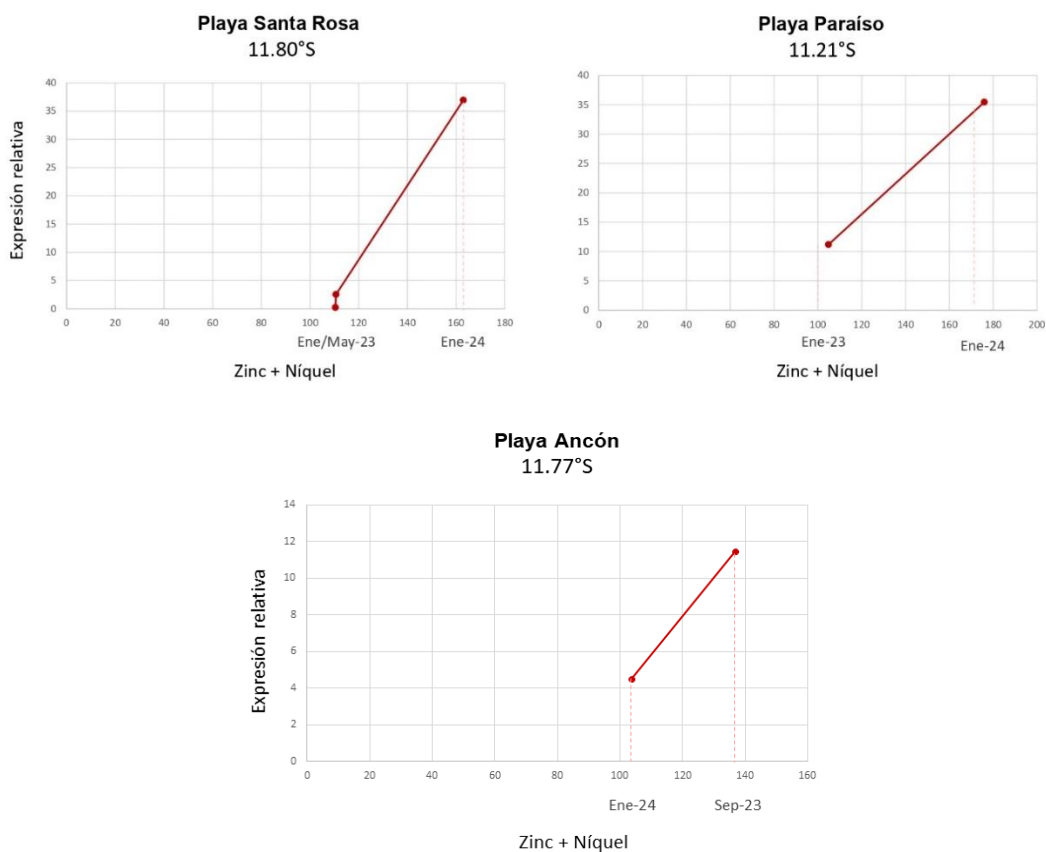 Playa Santa Rosa
11.80°S
Expresión relativa
40
35
30
25
20
15
10
5
0
0 20 40 60 80 100 120 140 160 180
Ene/May-23 Ene-24
Zinc + Níquel
Playa Paraíso
11.21°S
40
35
30
25
20
15
10
5
0
0 20 40 60 80 100 120 140 160 180 200
Ene-23 Ene-24
Zinc + Níquel
Playa Ancón
11.77°S
Expresión relativa
14
12
10
8
6
4
2
0
0 20 40 60 80 100 120 140 160
Ene-24 Sep-23
Zinc + Níquel